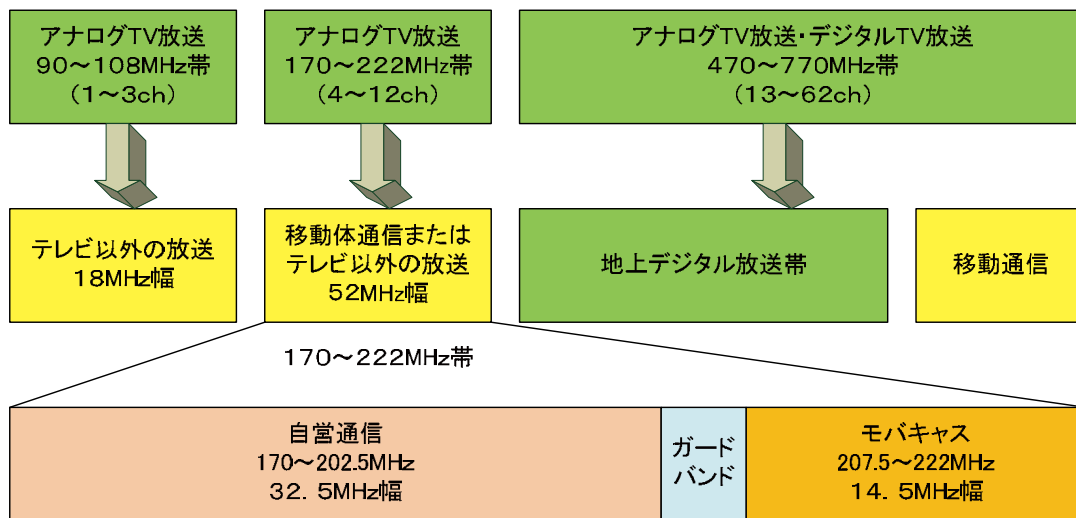 アナログTV放送
90～108MHz帯
（1～3ch）
アナログTV放送
170～222MHz帯
（4～12ch）
アナログTV放送・デジタルTV放送
470～770MHz帯
（13～62ch）
テレビ以外の放送
18MHz幅
移動体通信または
テレビ以外の放送
52MHz幅
地上デジタル放送帯
移動通信
170～222MHz帯
自営通信
170～202.5MHz
32. 5MHz幅
ガード
バンド
モバキャス
207.5～222MHz
14. 5MHz幅